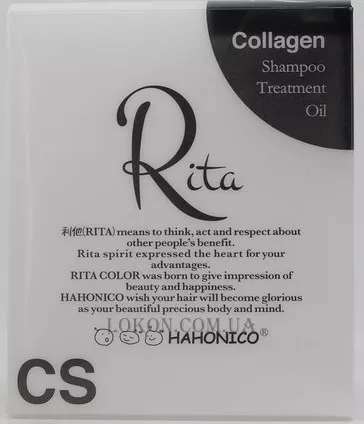 Collagen
Shampoo
Treatment
Oil
Rita
利他(RITA) means to think, act and respect about
other people's benefit.
Rita spirit expressed the heart for your
advantages.
RITA COLOR was born to give impression of
beauty and happiness.
HAHONICO wish your hair will become glorious
as your beautiful precious body and mind.
LOKON.COM.UA
HAHONICO®
CS